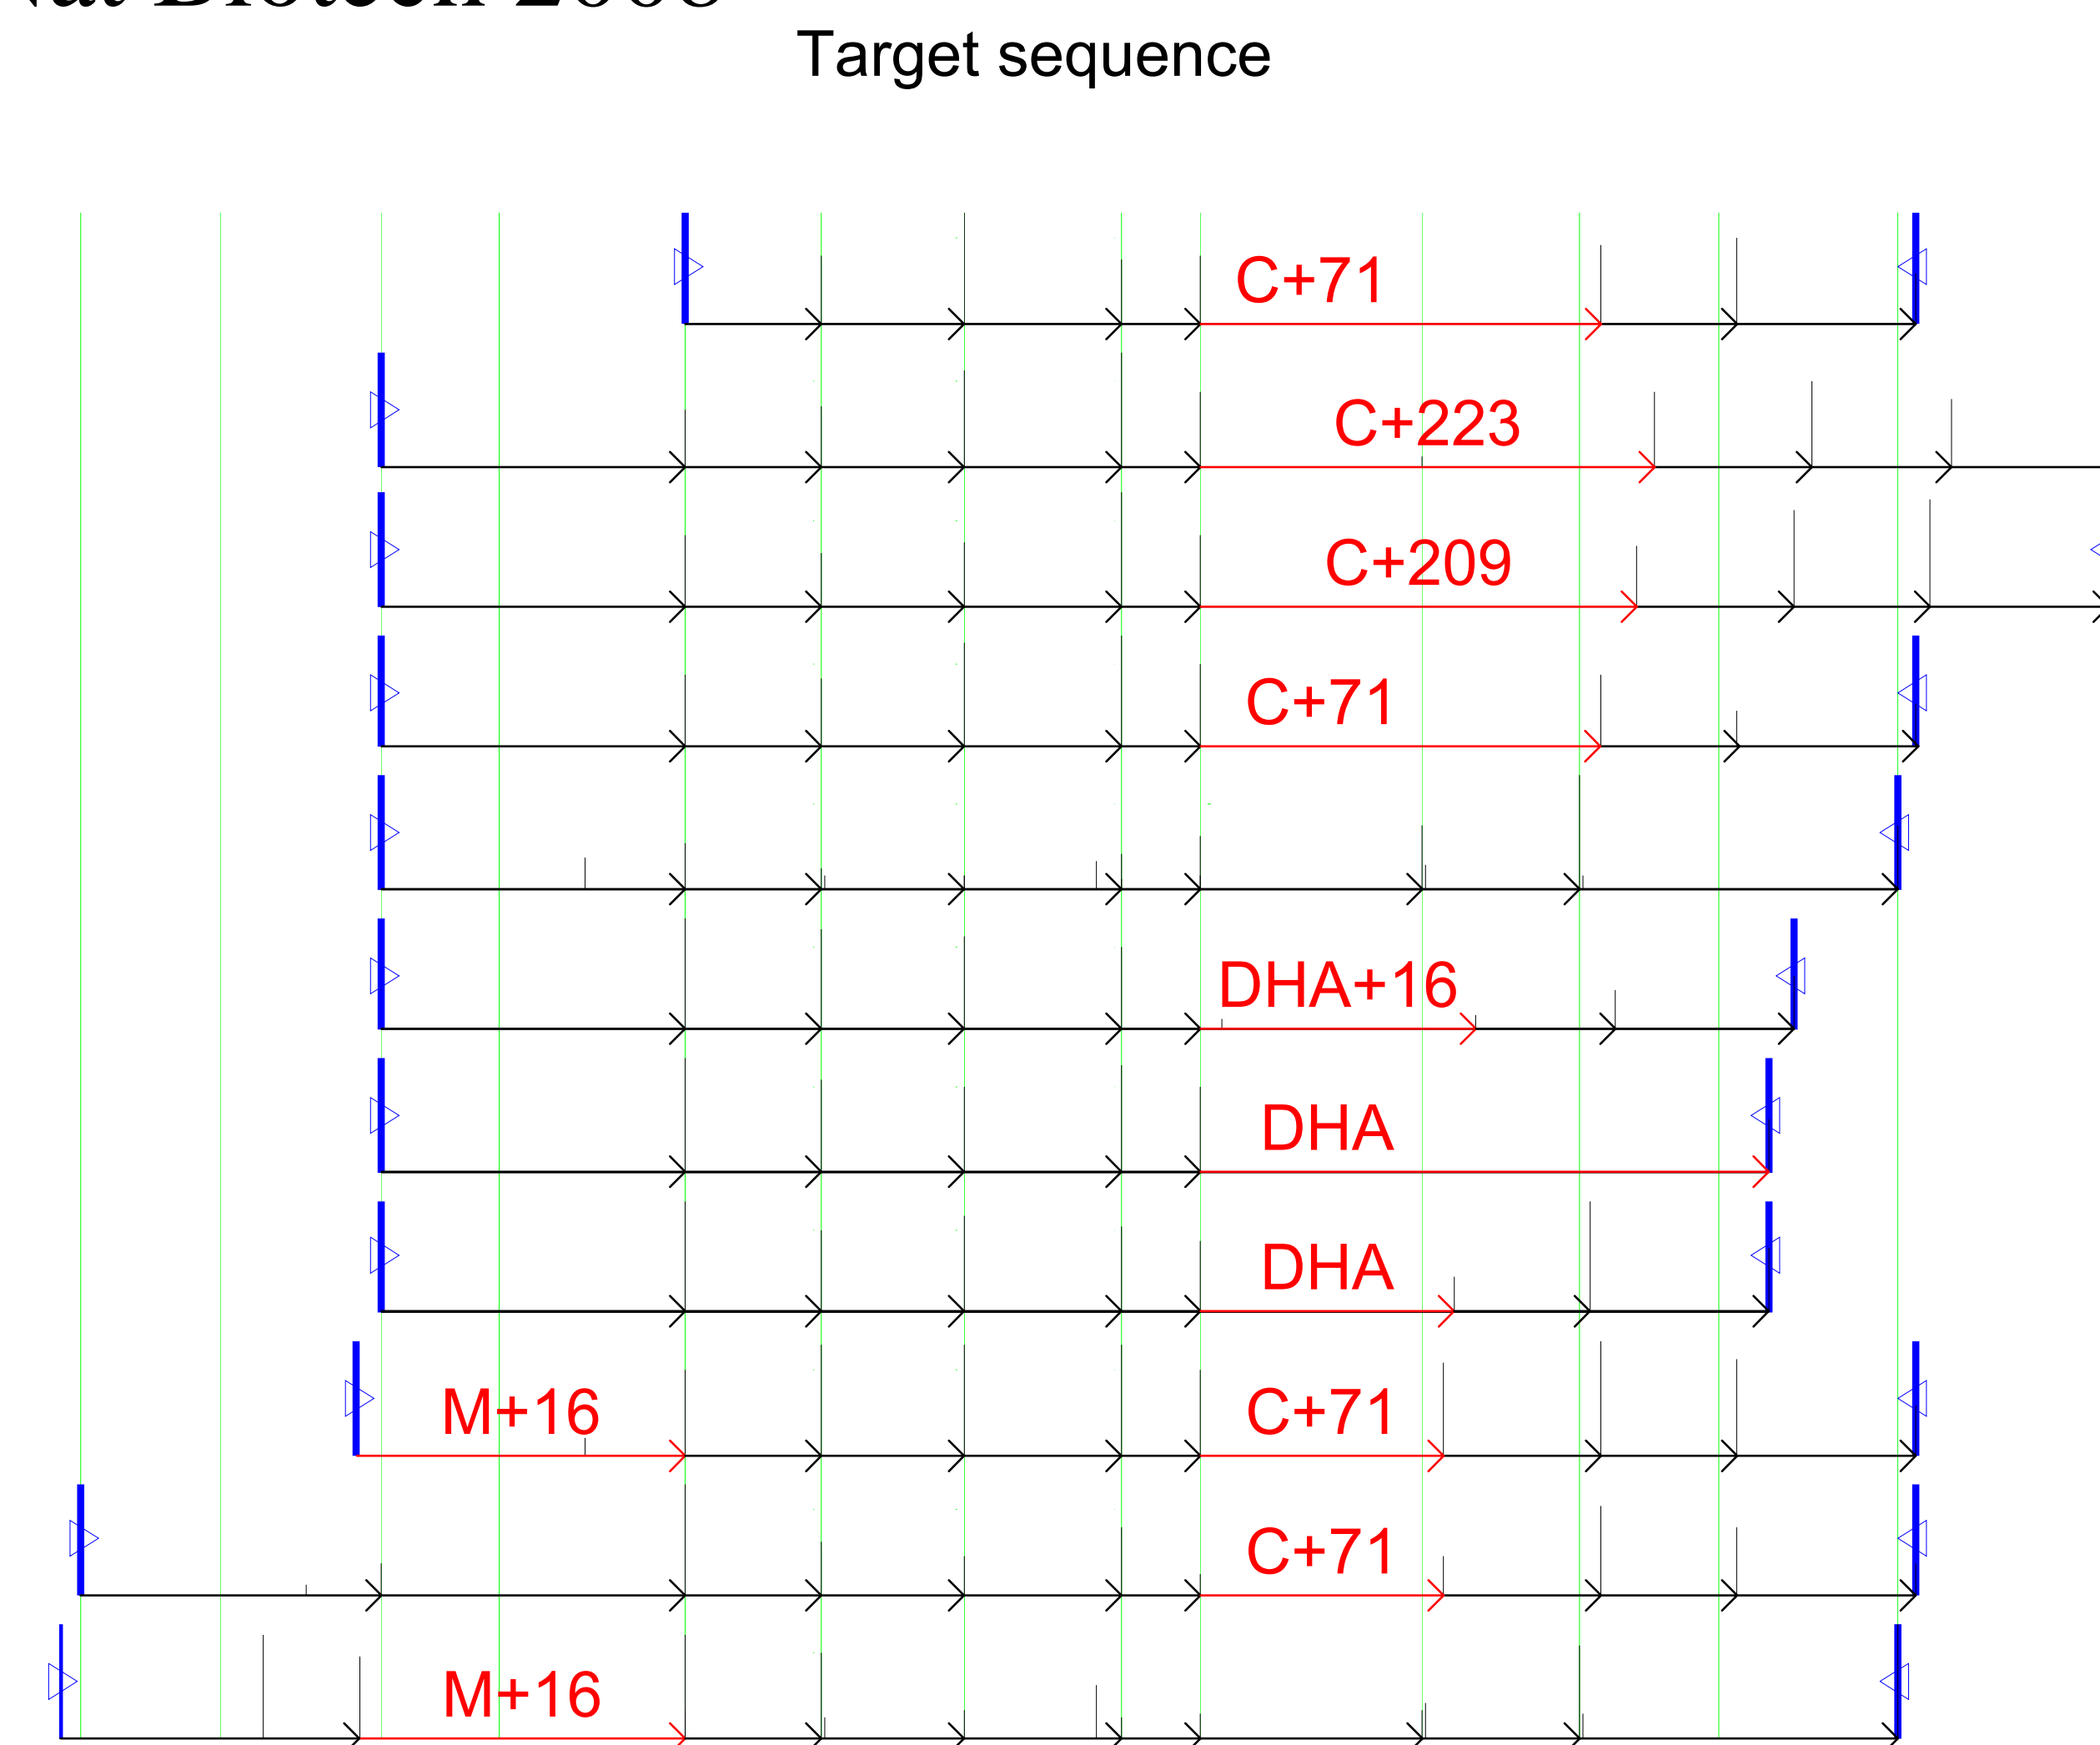 Target sequence
C+71
C+223
C+209
C+71
DHA+16
DHA
DHA
M+16 C+71
C+71
M+16